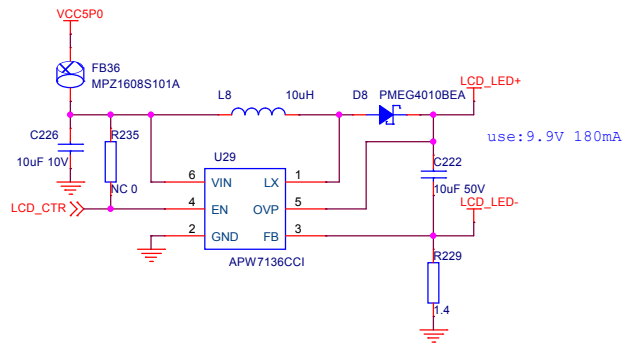 VCC5P0
FB36
MPZ1608S101A
L8
10uH
D8
PMEG4010BEA
LCD_LED+
use:9.9V 180mA
C226
10uF 10V
R235
NC 0
U29
6
VIN
LX
1
4
EN
OVP
5
2
GND
FB
3
APW7136CCI
LCD_CTR
C222
10uF 50V
LCD_LED-
R229
1.4